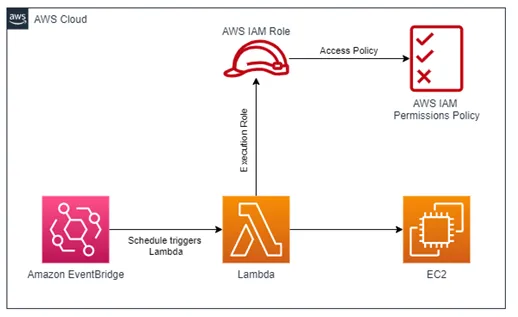 aws
AWS Cloud
AWS IAM Role
Access Policy
AWS IAM
Permissions Policy
Execution Role
Schedule triggers
Lambda
Amazon EventBridge
Lambda
EC2